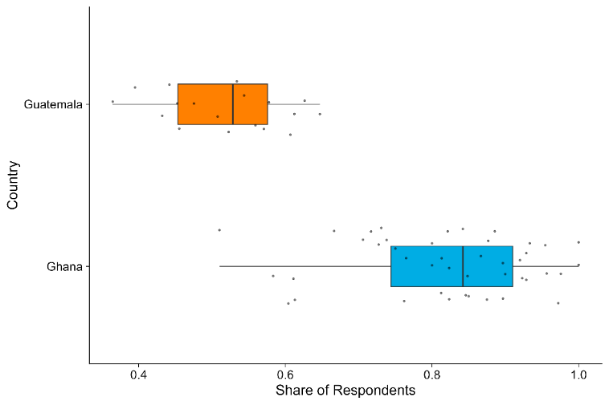 Country
Guatemala
Ghana
0.4 0.6 0.8 1.0
Share of Respondents